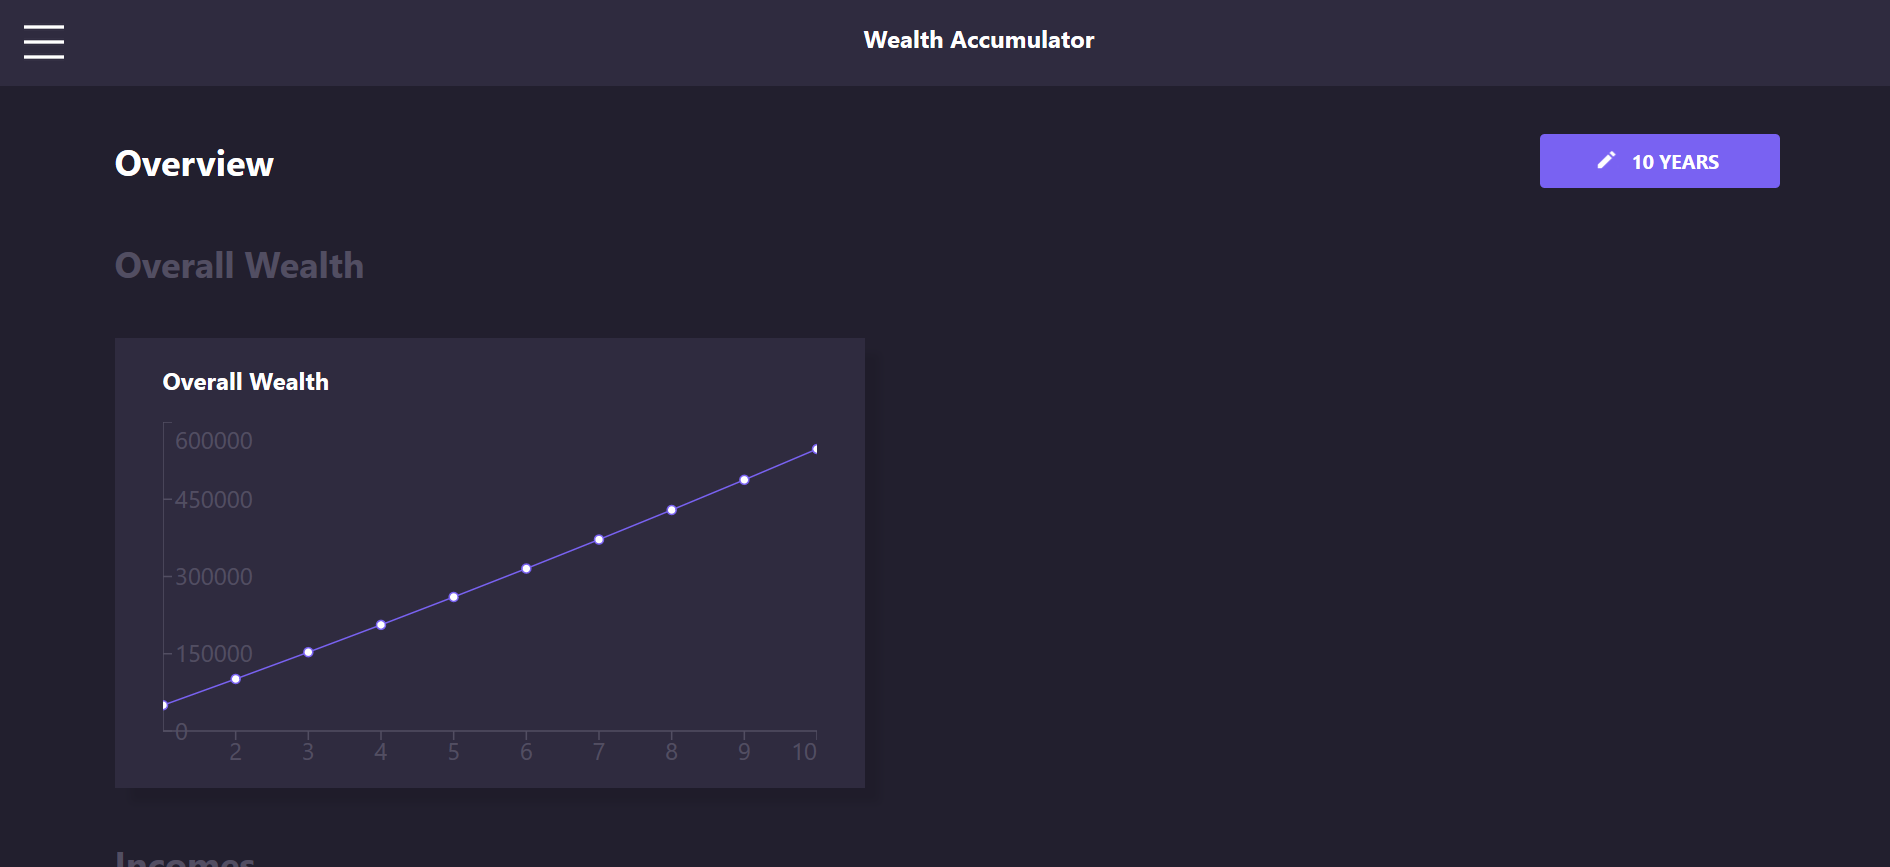 Wealth Accumulator
Overview
10 YEARS
Overall Wealth
Overall Wealth
600000
450000
300000
150000
0
2 3 4 5 6 7 8 9 10
Incomes